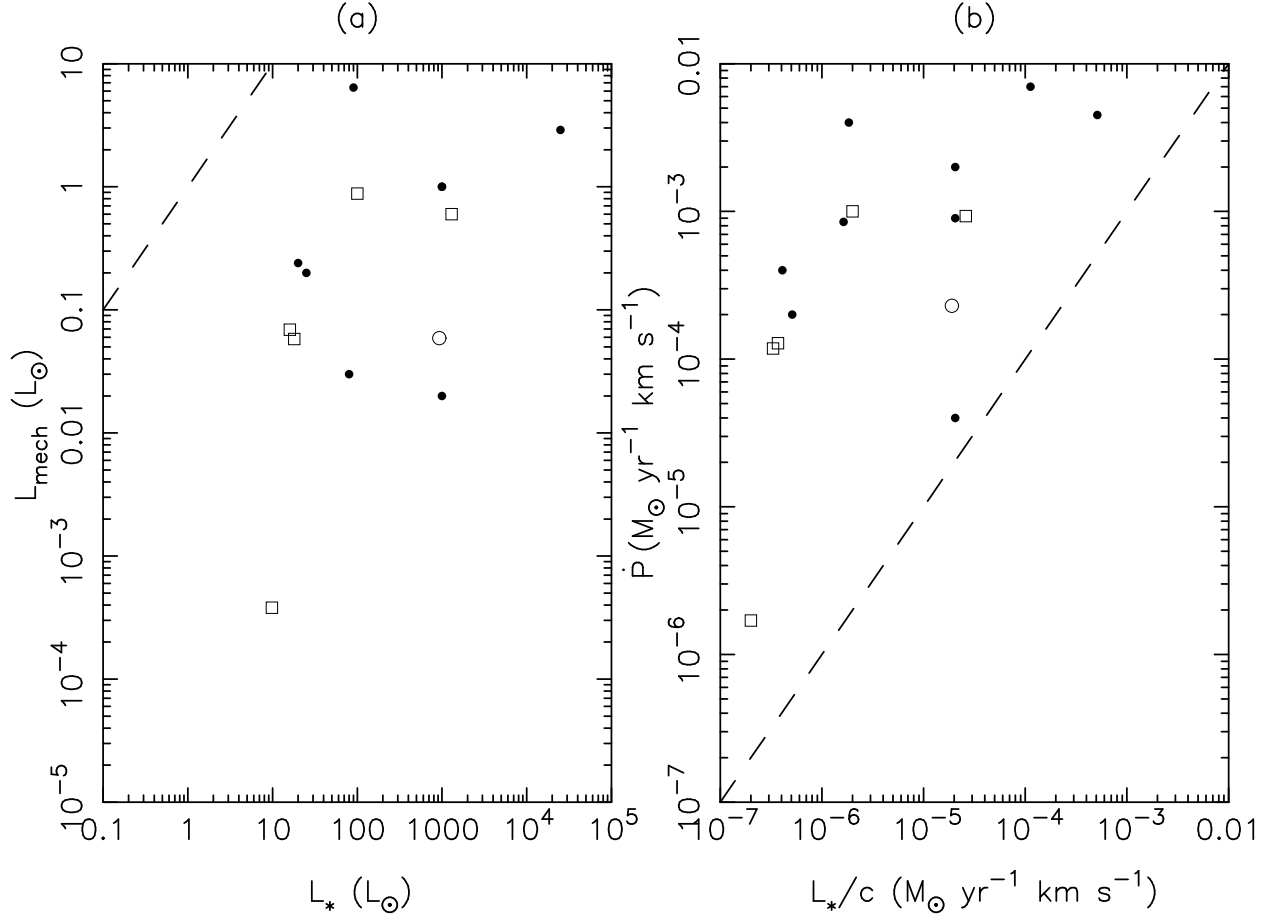 (a)
10
1
0.1
0.01
10⁻³
10⁻⁴
10⁻⁵
L_mech (L_⊙)
0.1 1 10 100 1000 10⁴ 10⁵
L_* (L_⊙)
(b)
0.01
10⁻³
10⁻⁴
10⁻⁵
10⁻⁶
10⁻⁷
Ṗ (M_⊙ yr⁻¹ km s⁻¹)
10⁻⁷ 10⁻⁶ 10⁻⁵ 10⁻⁴ 10⁻³ 0.01
L_*/c (M_⊙ yr⁻¹ km s⁻¹)